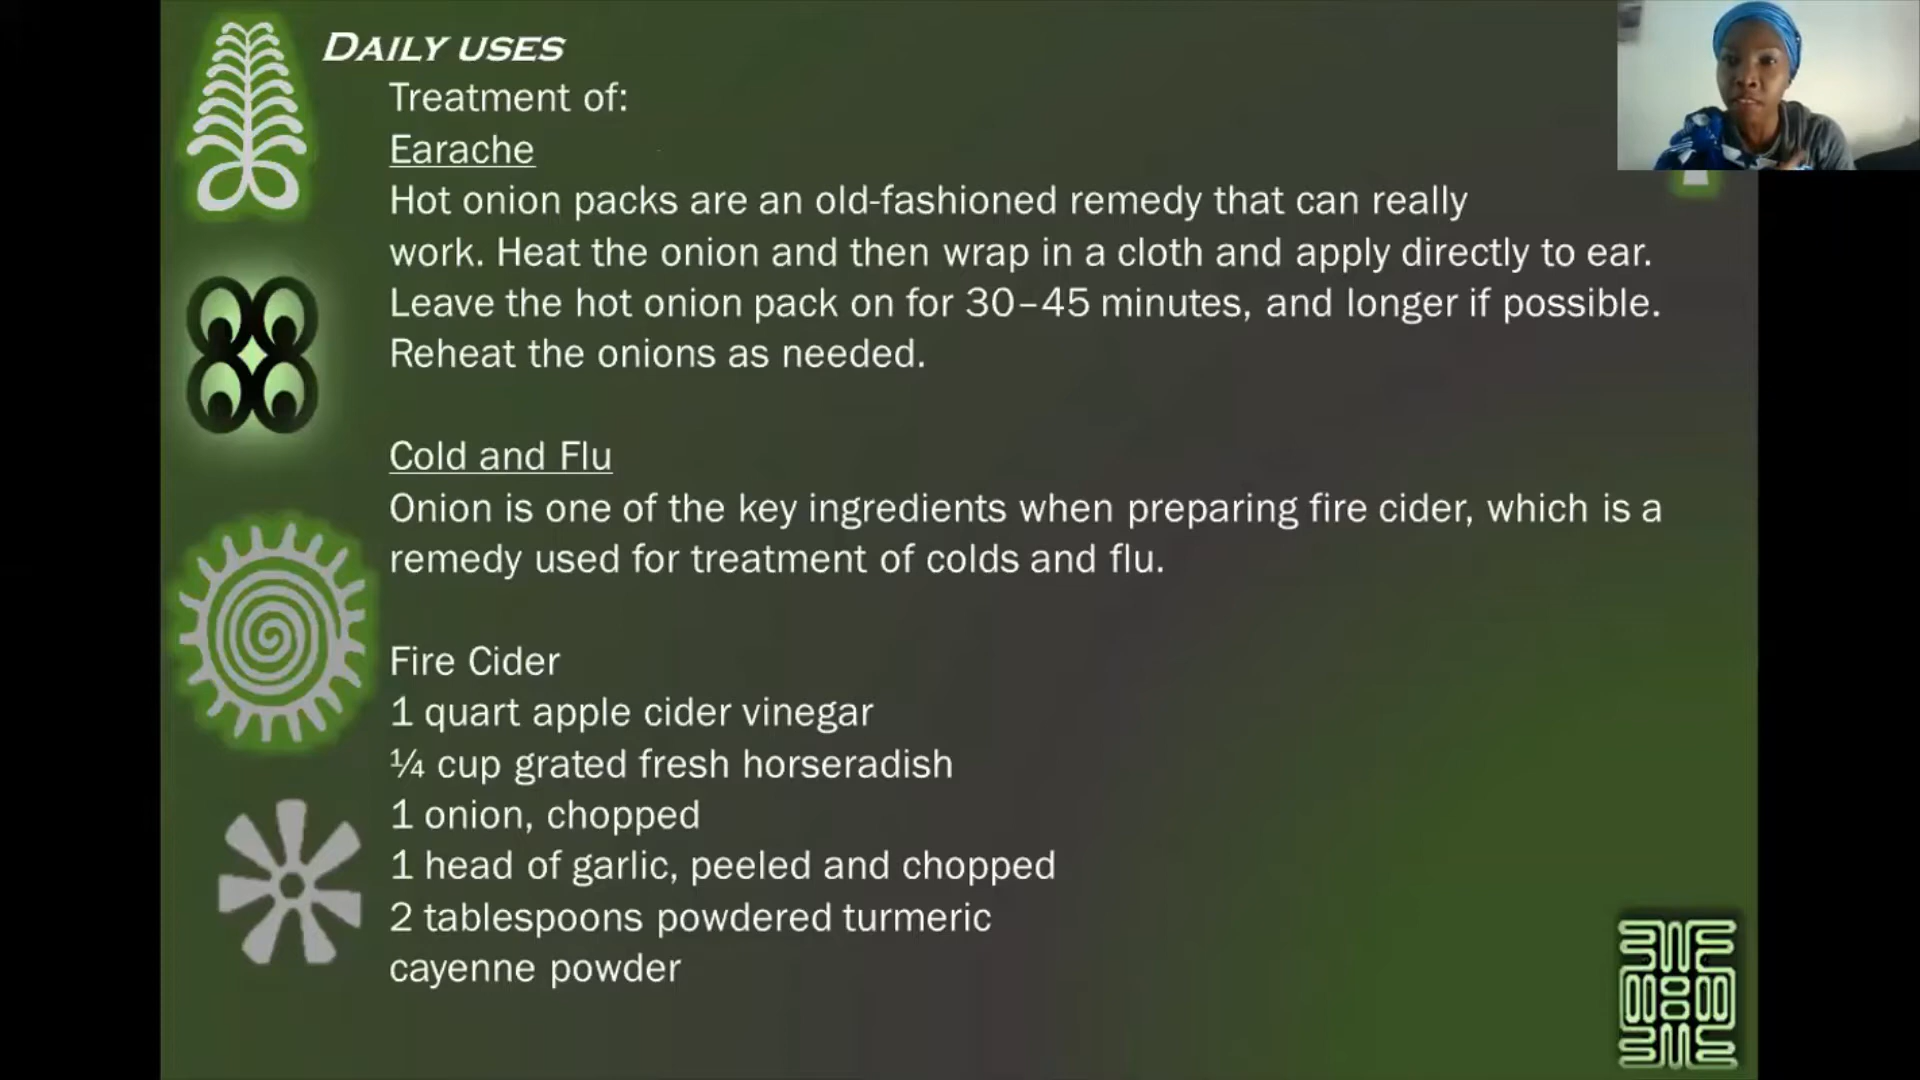 DAILY USES
Treatment of:
Earache
Hot onion packs are an old-fashioned remedy that can really
work. Heat the onion and then wrap in a cloth and apply directly to ear.
Leave the hot onion pack on for 30–45 minutes, and longer if possible.
Reheat the onions as needed.
Cold and Flu
Onion is one of the key ingredients when preparing fire cider, which is a
remedy used for treatment of colds and flu.
Fire Cider
1 quart apple cider vinegar
¼ cup grated fresh horseradish
1 onion, chopped
1 head of garlic, peeled and chopped
2 tablespoons powdered turmeric
cayenne powder